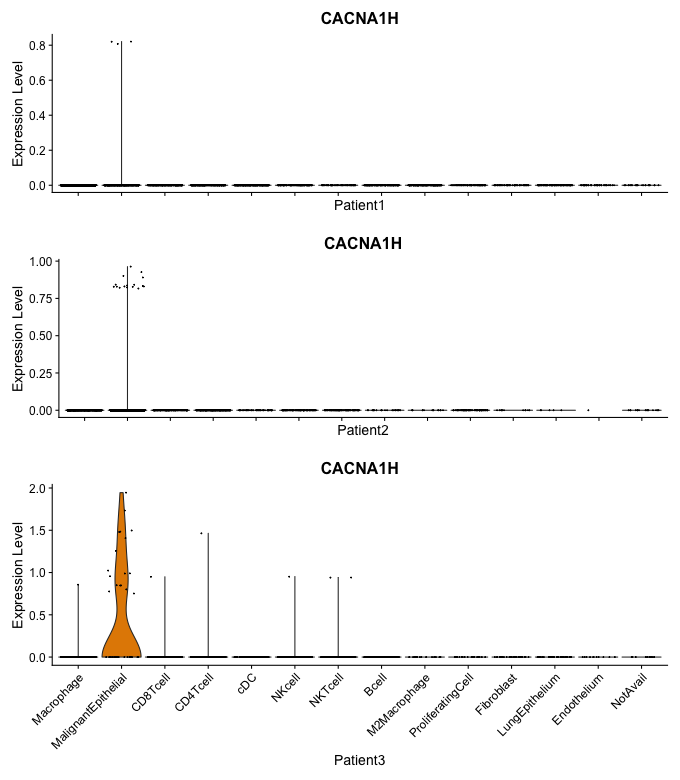 CACNA1H
Expression Level
0.8
0.6
0.4
0.2
0.0
Patient1
CACNA1H
Expression Level
1.00
0.75
0.50
0.25
0.00
Patient2
CACNA1H
Expression Level
2.0
1.5
1.0
0.5
0.0
Macrophage
MalignantEpithelial
CD8Tcell
CD4Tcell
cDC
NKcell
NKTcell
Bcell
M2Macrophage
ProliferatingCell
Fibroblast
LungEpithelium
Endothelium
NotAvail
Patient3